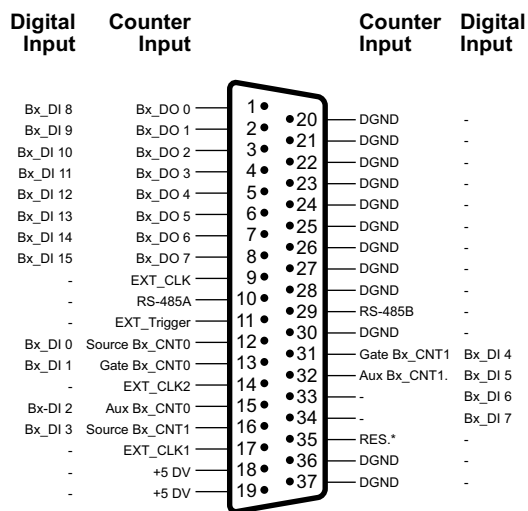 Digital Input Counter Input Counter Input Digital Input
Bx_DI 8 Bx_DO 0 1 20 DGND -
Bx_DI 9 Bx_DO 1 2 21 DGND -
Bx_DI 10 Bx_DO 2 3 22 DGND -
Bx_DI 11 Bx_DO 3 4 23 DGND -
Bx_DI 12 Bx_DO 4 5 24 DGND -
Bx_DI 13 Bx_DO 5 6 25 DGND -
Bx_DI 14 Bx_DO 6 7 26 DGND -
Bx_DI 15 Bx_DO 7 8 27 DGND -
- EXT_CLK 9 28 DGND -
- RS-485A 10 29 RS-485B -
- EXT_Trigger 11 30 DGND -
Bx_DI 0 Source Bx_CNT0 12 31 Gate Bx_CNT1 Bx_DI 4
Bx_DI 1 Gate Bx_CNT0 13 32 Aux Bx_CNT1. Bx_DI 5
- EXT_CLK2 14 33 - Bx_DI 6
Bx-DI 2 Aux Bx_CNT0 15 34 - Bx_DI 7
Bx_DI 3 Source Bx_CNT1 16 35 RES.* -
- EXT_CLK1 17 36 DGND -
- +5 DV 18 37 DGND -
- +5 DV 19